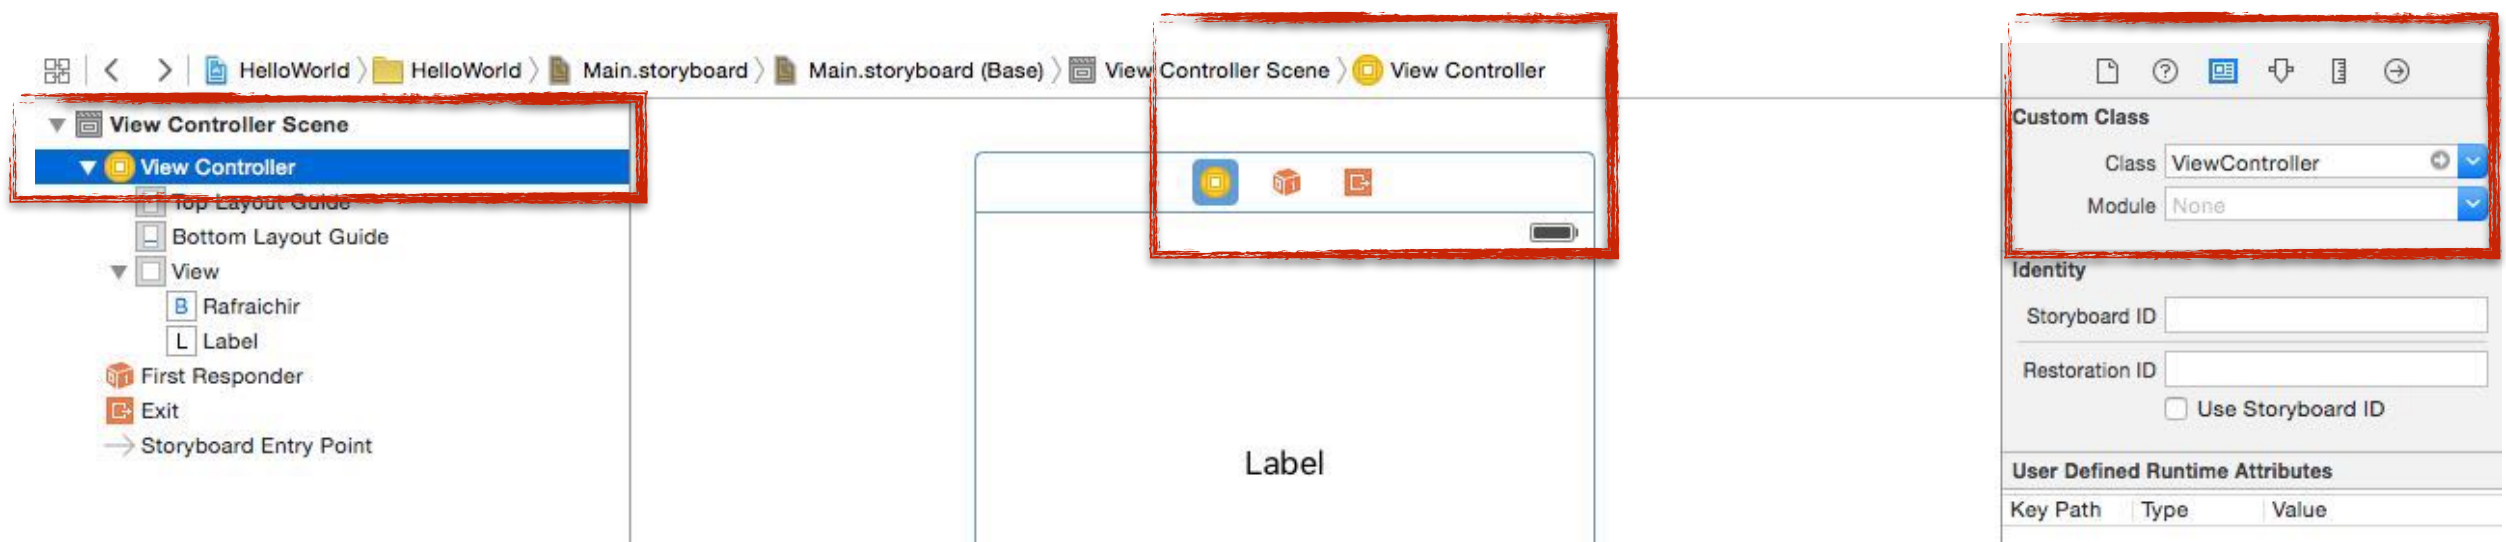 HelloWorld HelloWorld Main.storyboard Main.storyboard (Base) View Controller Scene View Controller
View Controller Scene
View Controller
Top Layout Guide
Bottom Layout Guide
View
B Rafraichir
L Label
First Responder
Exit
Storyboard Entry Point
Label
Custom Class
Class ViewController
Module None
Identity
Storyboard ID
Restoration ID
Use Storyboard ID
User Defined Runtime Attributes
Key Path Type Value